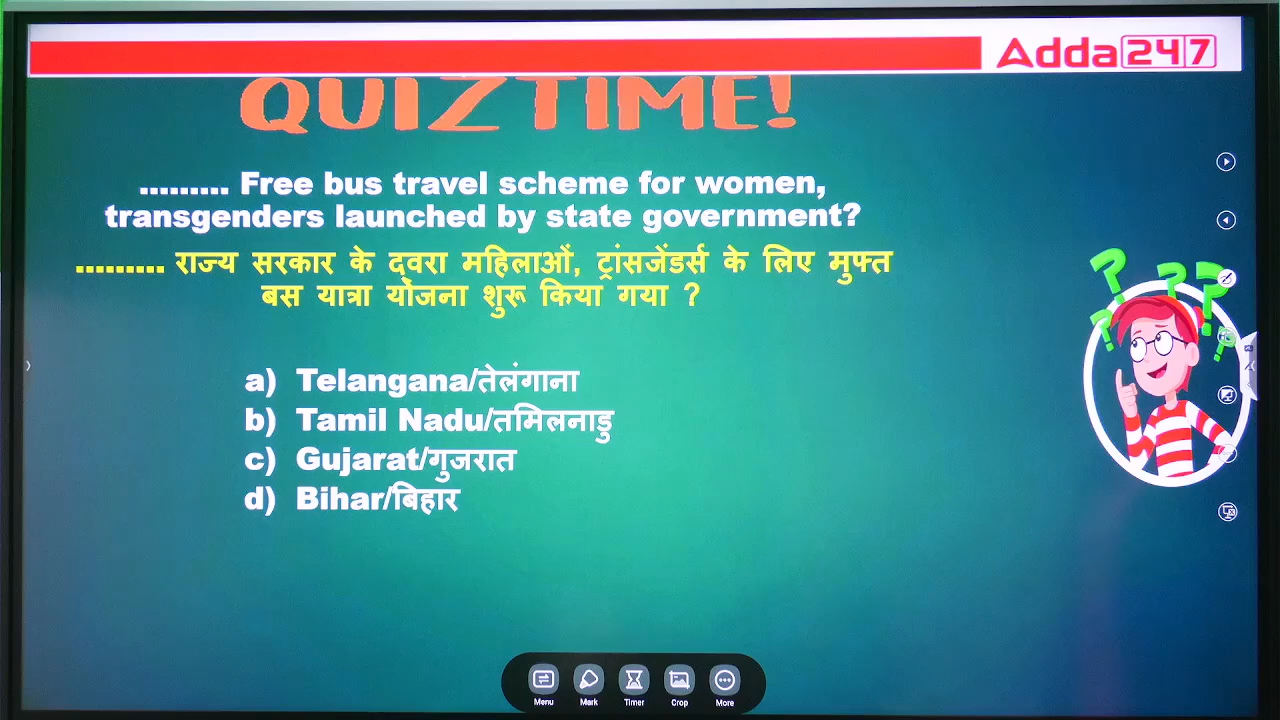 Adda247
QUIZTIME!
......... Free bus travel scheme for women,
transgenders launched by state government?
......... राज्य सरकार के द्वरा महिलाओं, ट्रांसजेंडर्स के लिए मुफ्त
बस यात्रा योजना शुरू किया गया ?
a) Telangana/तेलंगाना
b) Tamil Nadu/तमिलनाडु
c) Gujarat/गुजरात
d) Bihar/बिहार
Menu Mark Timer Crop More